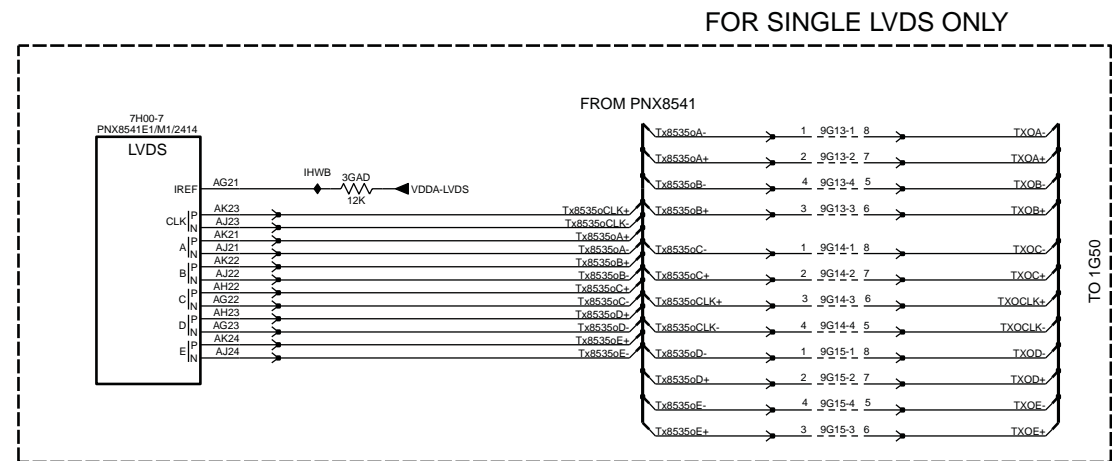 FOR SINGLE LVDS ONLY
FROM PNX8541
7H00-7
PNX8541E1/M1/2414
LVDS
IREF AG21 IHWB 3GAD 12K VDDA-LVDS
CLK P AK23 Tx8535oCLK+
N AJ23 Tx8535oCLK-
A P AK21 Tx8535oA+
N AJ21 Tx8535oA-
B P AK22 Tx8535oB+
N AJ22 Tx8535oB-
C P AH22 Tx8535oC+
N AG22 Tx8535oC-
D P AH23 Tx8535oD+
N AG23 Tx8535oD-
E P AK24 Tx8535oE+
N AJ24 Tx8535oE-
Tx8535oA- 1 9G13-1 8 TXOA-
Tx8535oA+ 2 9G13-2 7 TXOA+
Tx8535oB- 4 9G13-4 5 TXOB-
Tx8535oB+ 3 9G13-3 6 TXOB+
Tx8535oC- 1 9G14-1 8 TXOC-
Tx8535oC+ 2 9G14-2 7 TXOC+
Tx8535oCLK+ 3 9G14-3 6 TXOCLK+
Tx8535oCLK- 4 9G14-4 5 TXOCLK-
Tx8535oD- 1 9G15-1 8 TXOD-
Tx8535oD+ 2 9G15-2 7 TXOD+
Tx8535oE- 4 9G15-4 5 TXOE-
Tx8535oE+ 3 9G15-3 6 TXOE+
TO 1G50